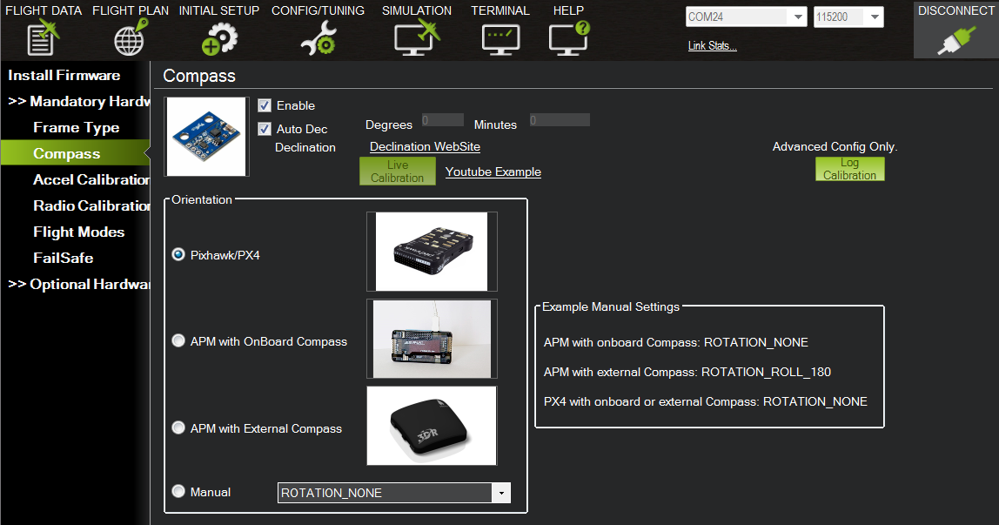 FLIGHT DATA FLIGHT PLAN INITIAL SETUP CONFIG/TUNING SIMULATION TERMINAL HELP
COM24 115200
DISCONNECT
Link Stats...
Install Firmware
>> Mandatory Hardw
Frame Type
Compass
Accel Calibration
Radio Calibration
Flight Modes
FailSafe
>> Optional Hardwa
Compass
Enable
Auto Dec
Declination
Degrees 0 Minutes 0
Declination WebSite
Live
Calibration
Youtube Example
Advanced Config Only.
Log
Calibration
Orientation
Pixhawk/PX4
APM with OnBoard Compass
APM with External Compass
3DR
Manual
ROTATION_NONE
Example Manual Settings
APM with onboard Compass: ROTATION_NONE
APM with external Compass: ROTATION_ROLL_180
PX4 with onboard or external Compass: ROTATION_NONE